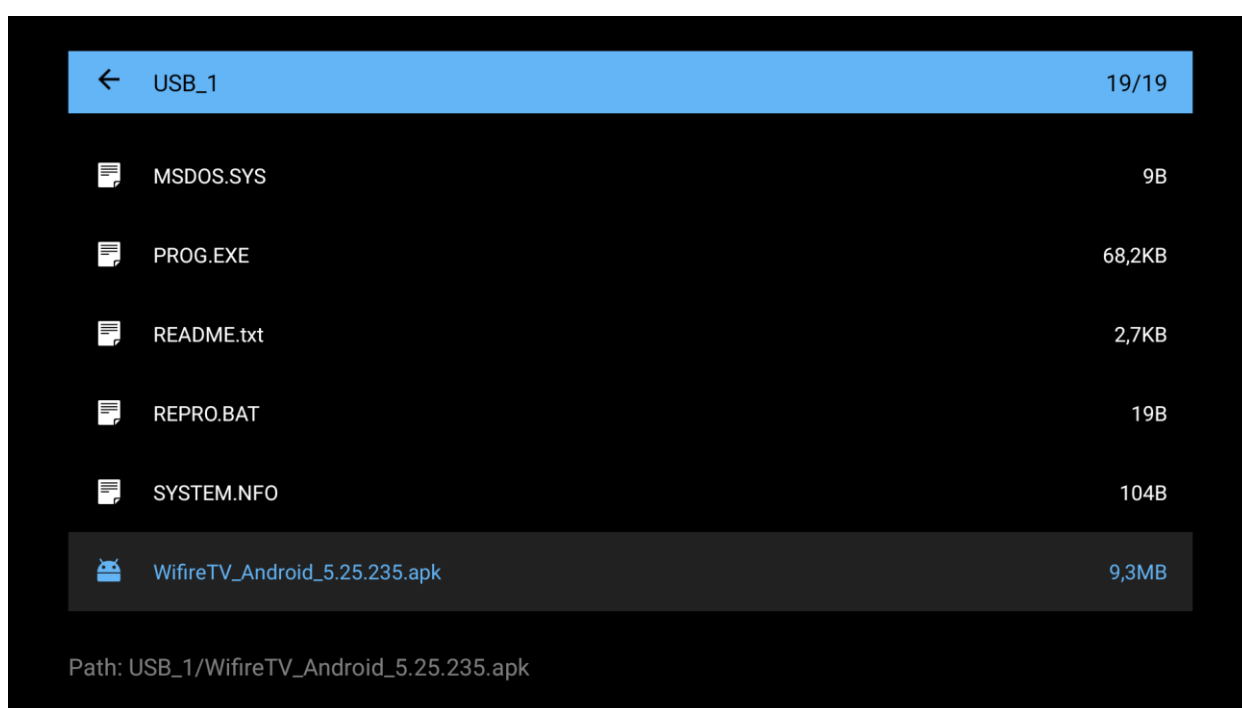 USB_1 19/19
MSDOS.SYS 9B
PROG.EXE 68,2KB
README.txt 2,7KB
REPRO.BAT 19B
SYSTEM.NFO 104B
WifireTV_Android_5.25.235.apk 9,3MB
Path: USB_1/WifireTV_Android_5.25.235.apk